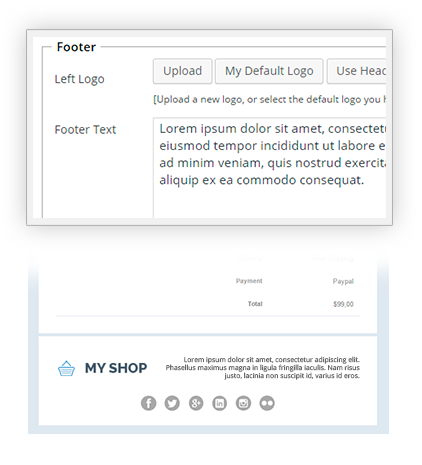 Footer
Left Logo
Upload
My Default Logo
Use Head
[Upload a new logo, or select the default logo you h
Footer Text
Lorem ipsum dolor sit amet, consectetu
eiusmod tempor incididunt ut labore e
ad minim veniam, quis nostrud exercita
aliquip ex ea commodo consequat.
Payment
Paypal
Total
$99,00
MY SHOP
Lorem ipsum dolor sit amet, consectetur adipiscing elit.
Phasellus maximus magna in ligula fringilla iaculis. Nam risus
justo, lacinia non suscipit id, varius id eros.